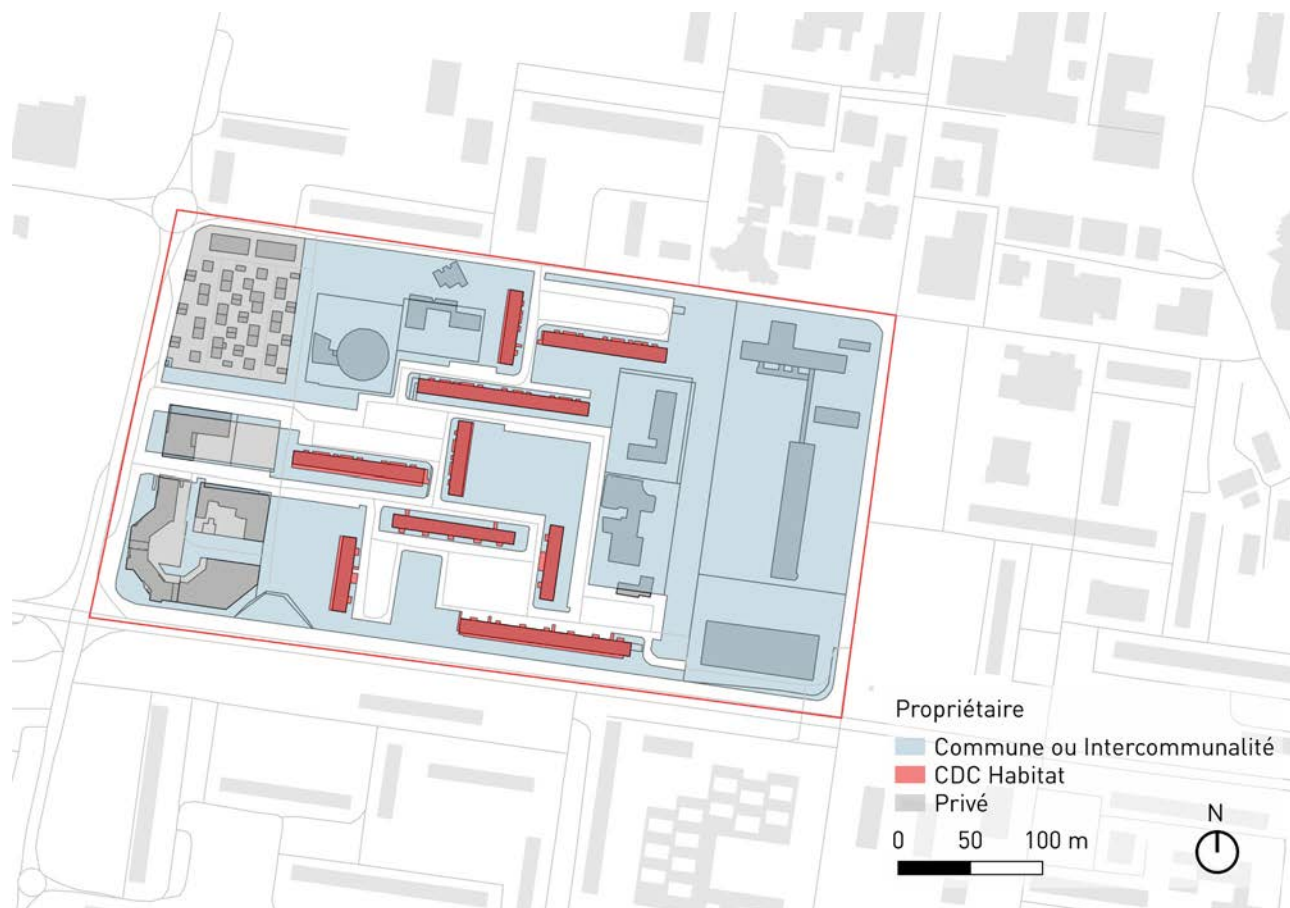 Propriétaire
Commune ou Intercommunalité
CDC Habitat
Privé
N
0 50 100 m